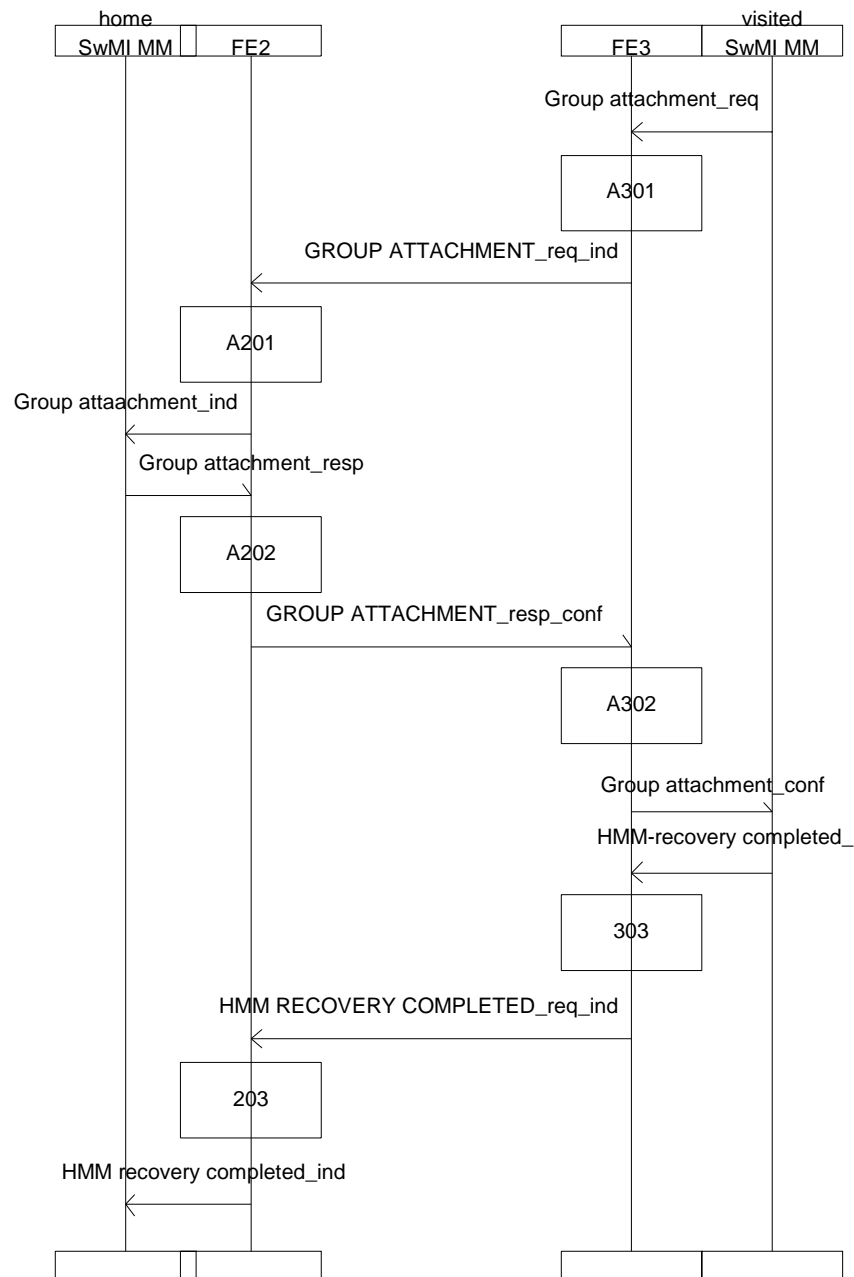 home
visited
SwMI MM
FE2
FE3
SwMI MM
Group attachment_req
A301
GROUP ATTACHMENT_req_ind
A201
Group attaachment_ind
Group attachment_resp
A202
GROUP ATTACHMENT_resp_conf
A302
Group attachment_conf
HMM-recovery completed_
303
HMM RECOVERY COMPLETED_req_ind
203
HMM recovery completed_ind